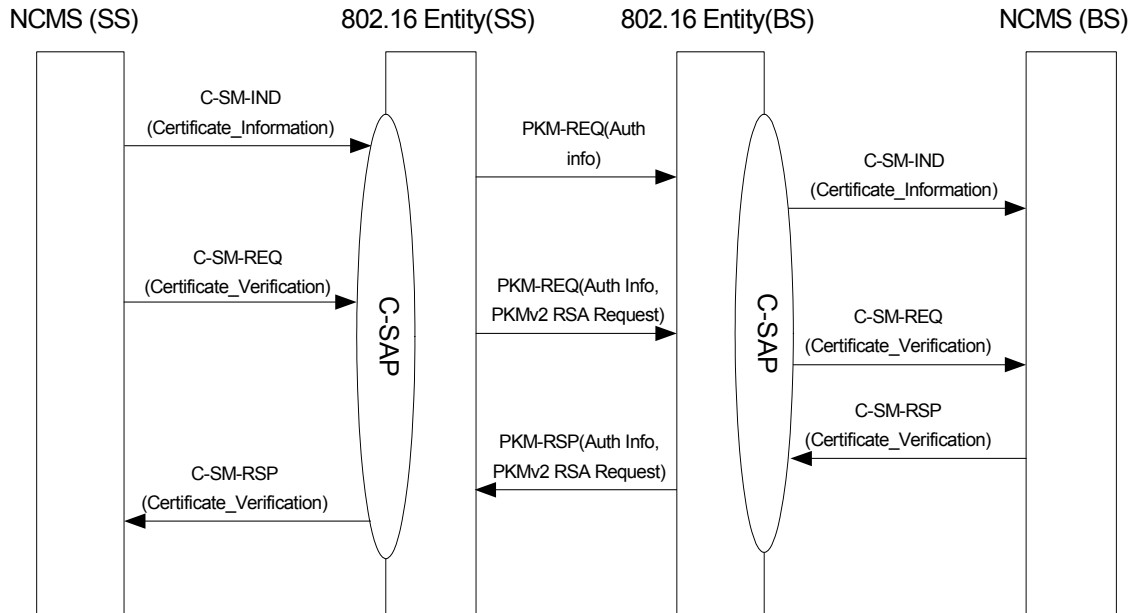 NCMS (SS)
802.16 Entity(SS)
802.16 Entity(BS)
NCMS (BS)
C-SM-IND
(Certificate_Information)
PKM-REQ(Auth
info)
C-SM-IND
(Certificate_Information)
C-SM-REQ
(Certificate_Verification)
PKM-REQ(Auth Info,
PKMv2 RSA Request)
C-SAP
C-SAP
C-SM-REQ
(Certificate_Verification)
C-SM-RSP
(Certificate_Verification)
PKM-RSP(Auth Info,
PKMv2 RSA Request)
C-SM-RSP
(Certificate_Verification)